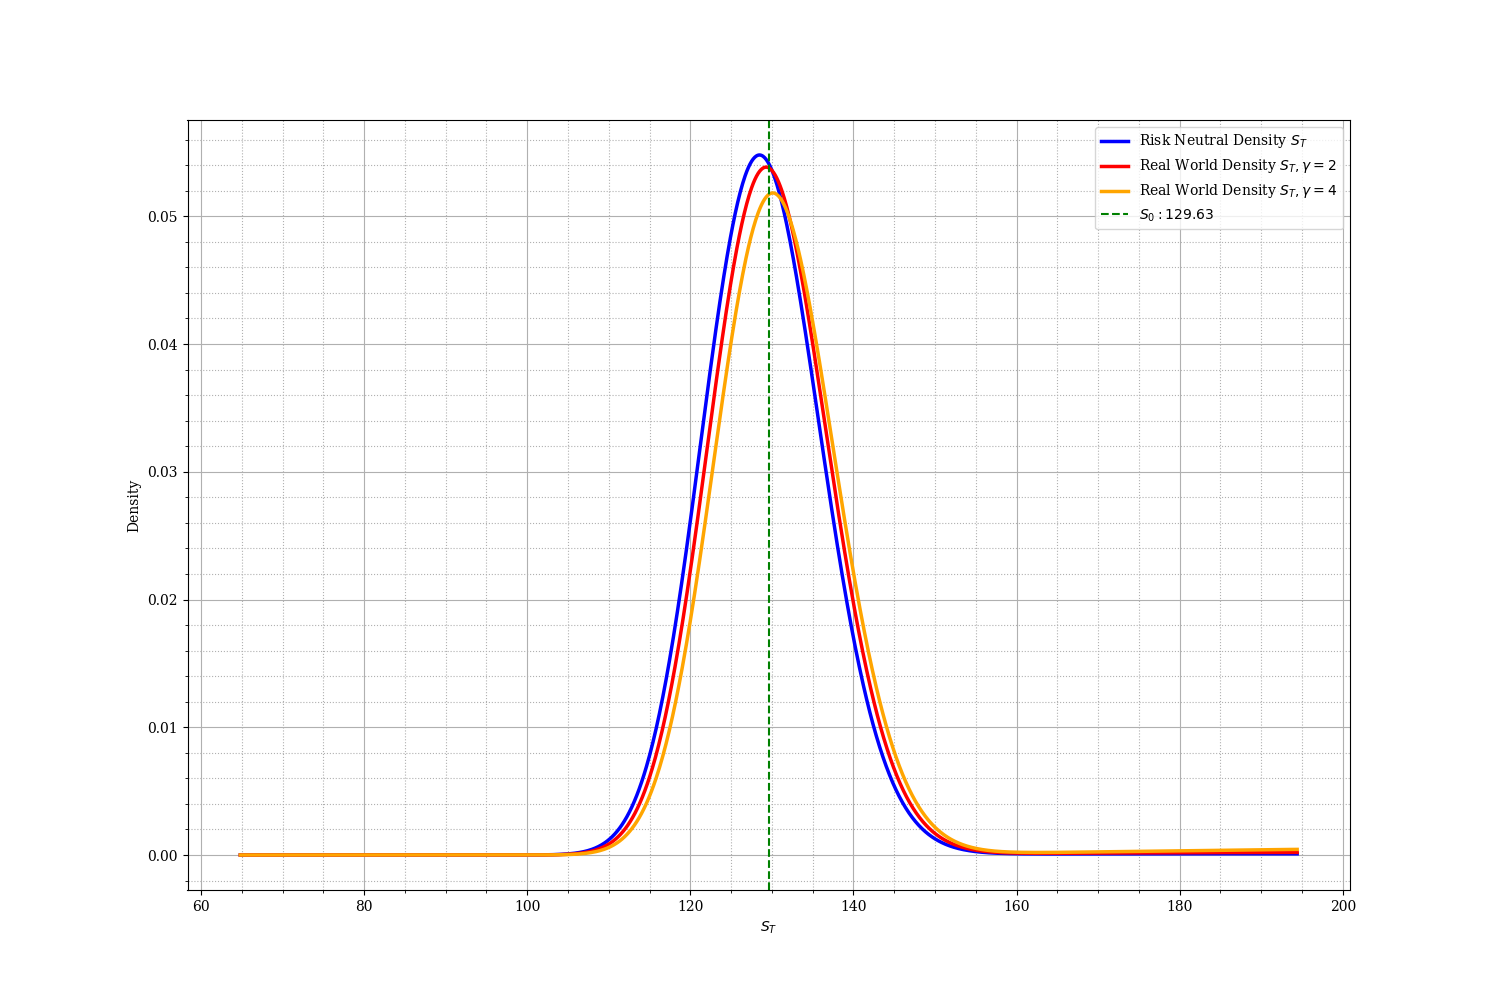 Risk Neutral Density $S_T$
Real World Density $S_T, \gamma = 2$
Real World Density $S_T, \gamma = 4$
$S_0 : 129.63$
0.05
0.04
0.03
0.02
0.01
0.00
Density
60 80 100 120 140 160 180 200
$S_T$